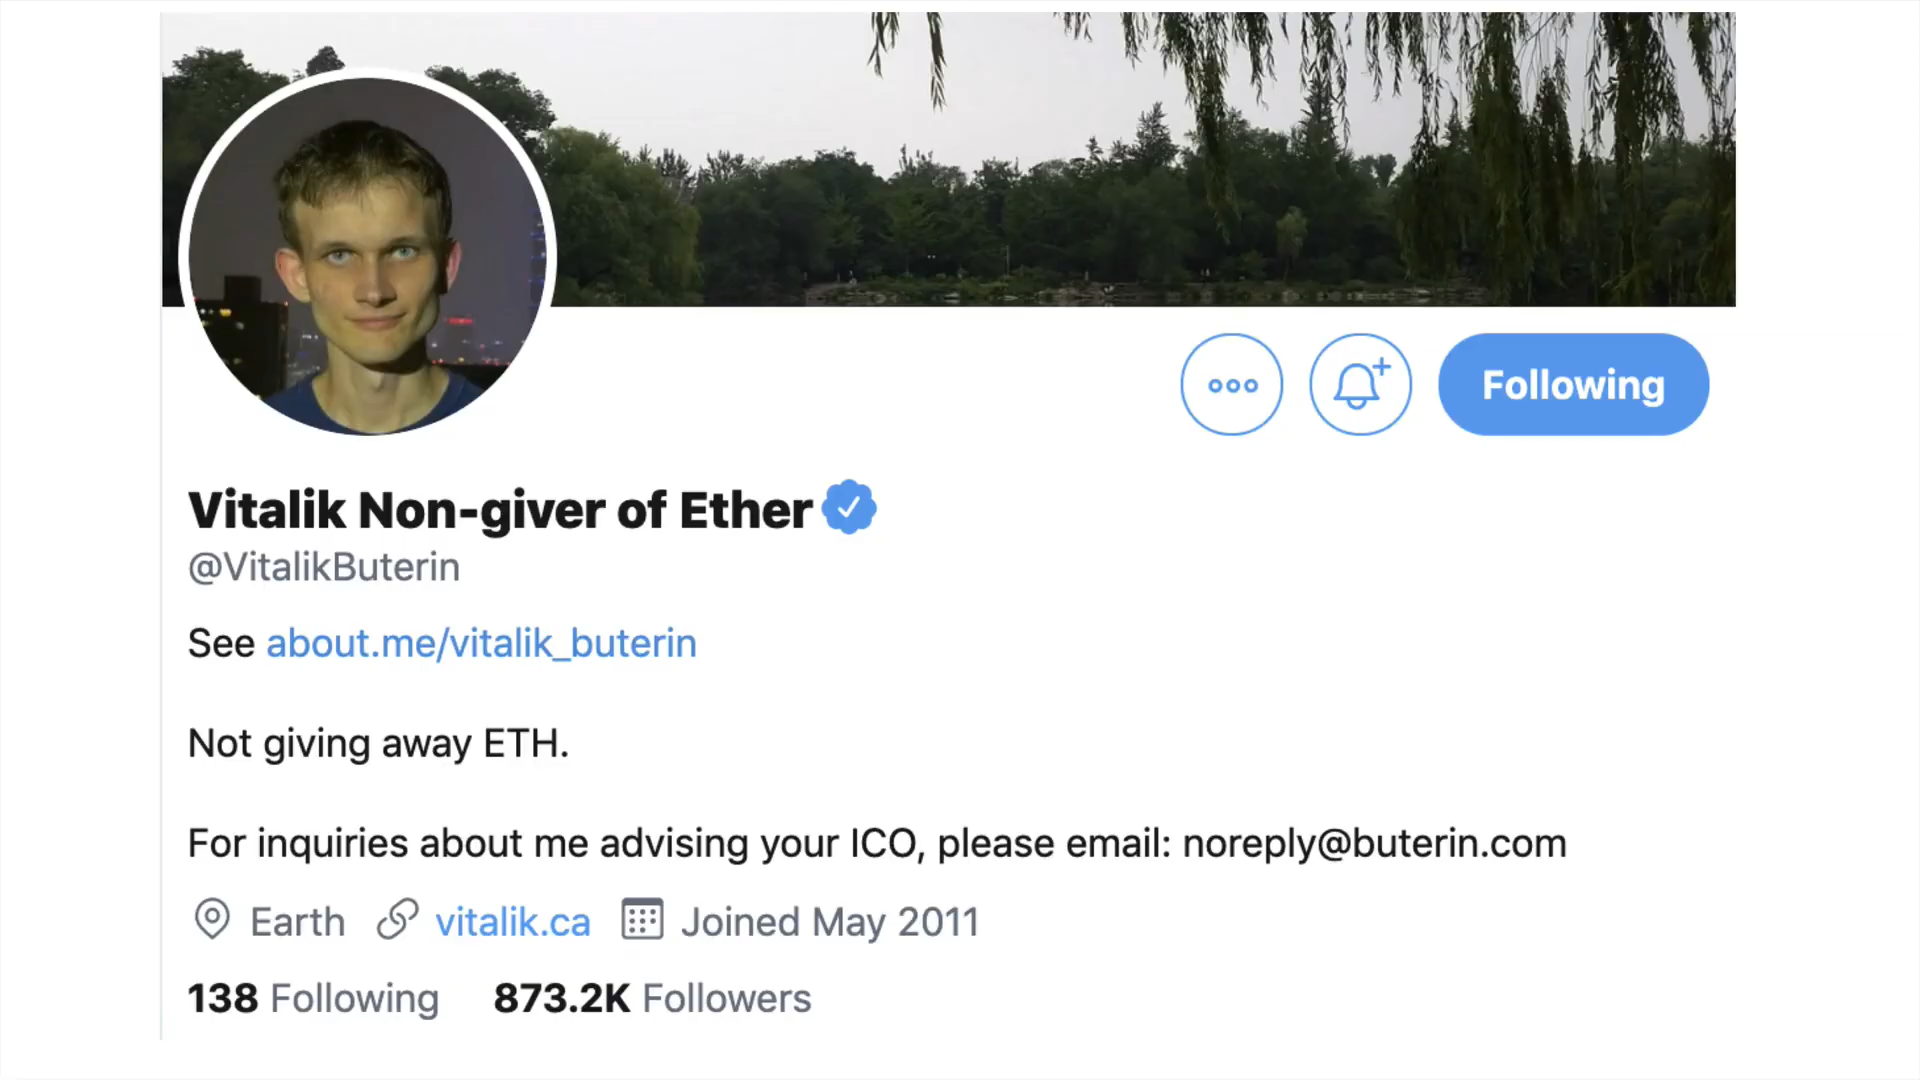 Following
Vitalik Non-giver of Ether
@VitalikButerin
See about.me/vitalik_buterin
Not giving away ETH.
For inquiries about me advising your ICO, please email: noreply@buterin.com
Earth vitalik.ca Joined May 2011
138 Following 873.2K Followers